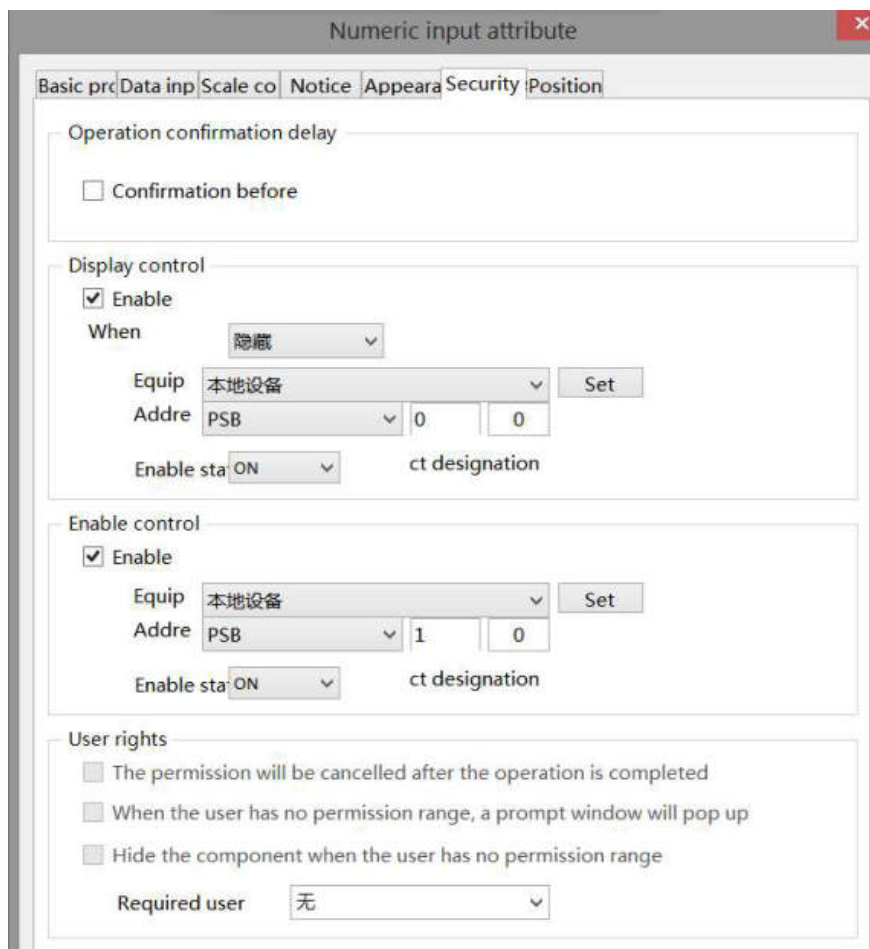 Numeric input attribute
Basic pro Data inp Scale co Notice Appeara Security Position
Operation confirmation delay
Confirmation before
Display control
Enable
When 隐藏
Equip 本地设备 Set
Addre PSB 0 0
Enable sta ON ct designation
Enable control
Enable
Equip 本地设备 Set
Addre PSB 1 0
Enable sta ON ct designation
User rights
The permission will be cancelled after the operation is completed
When the user has no permission range, a prompt window will pop up
Hide the component when the user has no permission range
Required user 无